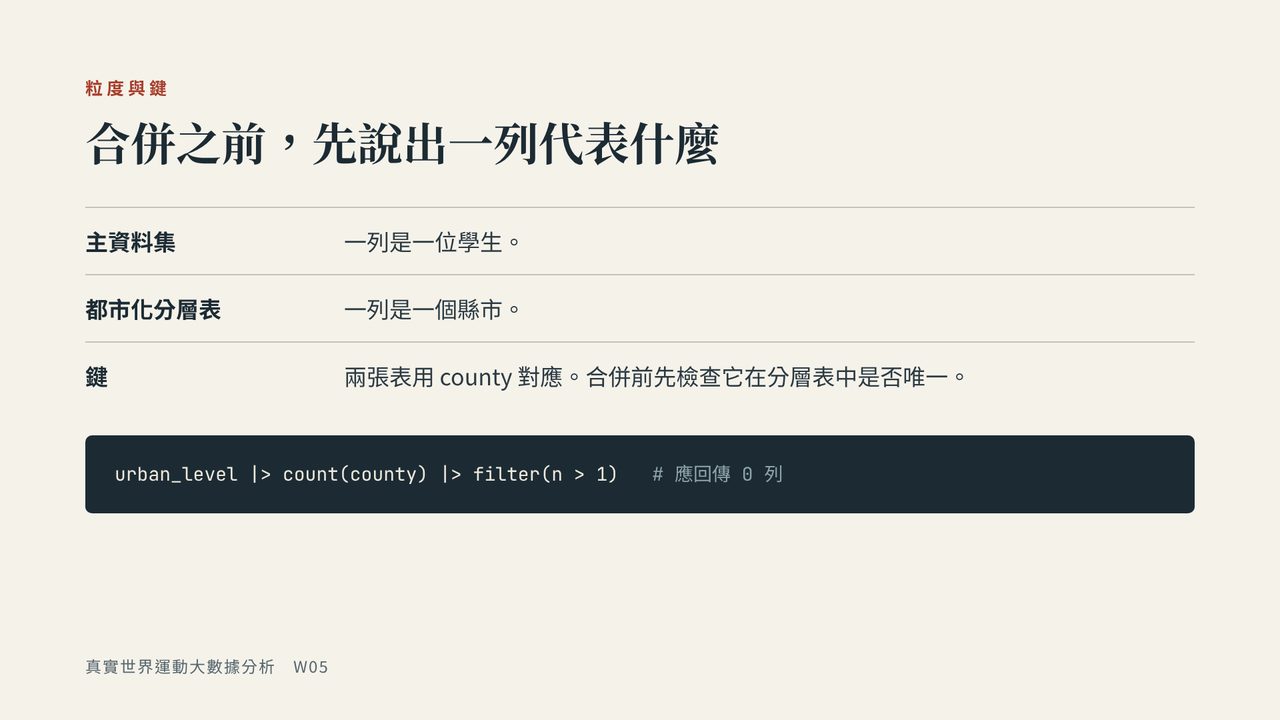 粒度與鍵
合併之前，先說出一列代表什麼
主資料集 一列是一位學生。
都市化分層表 一列是一個縣市。
鍵 兩張表用 county 對應。合併前先檢查它在分層表中是否唯一。
urban_level |> count(county) |> filter(n > 1)   # 應回傳 0 列
真實世界運動大數據分析 W05